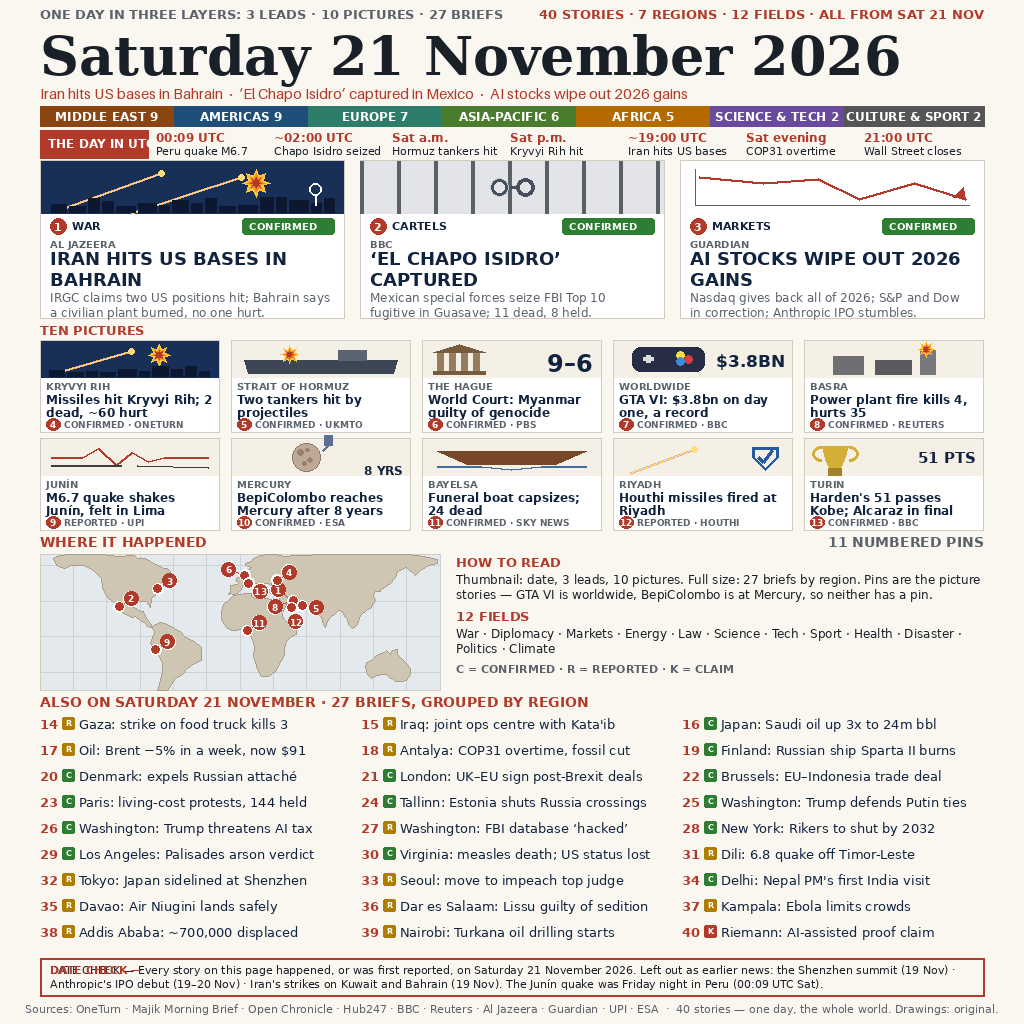 ONE DAY IN THREE LAYERS: 3 LEADS · 10 PICTURES · 27 BRIEFS
40 STORIES · 7 REGIONS · 12 FIELDS · ALL FROM SAT 21 NOV
Saturday 21 November 2026
Iran hits US bases in Bahrain · ‘El Chapo Isidro’ captured in Mexico · AI stocks wipe out 2026 gains
MIDDLE EAST 9
AMERICAS 9
EUROPE 7
ASIA-PACIFIC 6
AFRICA 5
SCIENCE & TECH 2
CULTURE & SPORT 2
THE DAY IN UTC
00:09 UTC
Peru quake M6.7
~02:00 UTC
Chapo Isidro seized
Sat a.m.
Hormuz tankers hit
Sat p.m.
Kryvyi Rih hit
~19:00 UTC
Iran hits US bases
Sat evening
COP31 overtime
21:00 UTC
Wall Street closes
1 WAR
CONFIRMED
AL JAZEERA
IRAN HITS US BASES IN
BAHRAIN
IRGC claims two US positions hit; Bahrain says
a civilian plant burned, no one hurt.
2 CARTELS
CONFIRMED
BBC
‘EL CHAPO ISIDRO’
CAPTURED
Mexican special forces seize FBI Top 10
fugitive in Guasave; 11 dead, 8 held.
3 MARKETS
CONFIRMED
GUARDIAN
AI STOCKS WIPE OUT 2026
GAINS
Nasdaq gives back all of 2026; S&P and Dow
in correction; Anthropic IPO stumbles.
TEN PICTURES
KRYVYI RIH
Missiles hit Kryvyi Rih; 2
dead, ~60 hurt
4 CONFIRMED · ONETURN
STRAIT OF HORMUZ
Two tankers hit by
projectiles
5 CONFIRMED · UKMTO
9–6
THE HAGUE
World Court: Myanmar
guilty of genocide
6 CONFIRMED · PBS
$3.8BN
WORLDWIDE
GTA VI: $3.8bn on day
one, a record
7 CONFIRMED · BBC
BASRA
Power plant fire kills 4,
hurts 35
8 CONFIRMED · REUTERS
JUNÍN
M6.7 quake shakes
Junín, felt in Lima
9 REPORTED · UPI
8 YRS
MERCURY
BepiColombo reaches
Mercury after 8 years
10 CONFIRMED · ESA
BAYELSA
Funeral boat capsizes;
24 dead
11 CONFIRMED · SKY NEWS
RIYADH
Houthi missiles fired at
Riyadh
12 REPORTED · HOUTHI
51 PTS
TURIN
Harden's 51 passes
Kobe; Alcaraz in final
13 CONFIRMED · BBC
WHERE IT HAPPENED
11 NUMBERED PINS
6
4
3
13
1
2
8
5
11
12
9
HOW TO READ
Thumbnail: date, 3 leads, 10 pictures. Full size: 27 briefs by region. Pins are the picture
stories — GTA VI is worldwide, BepiColombo is at Mercury, so neither has a pin.
12 FIELDS
War · Diplomacy · Markets · Energy · Law · Science · Tech · Sport · Health · Disaster ·
Politics · Climate
C = CONFIRMED · R = REPORTED · K = CLAIM
ALSO ON SATURDAY 21 NOVEMBER · 27 BRIEFS, GROUPED BY REGION
14 R Gaza: strike on food truck kills 3
15 R Iraq: joint ops centre with Kata'ib
16 C Japan: Saudi oil up 3x to 24m bbl
17 R Oil: Brent −5% in a week, now $91
18 R Antalya: COP31 overtime, fossil cut
19 C Finland: Russian ship Sparta II burns
20 C Denmark: expels Russian attaché
21 C London: UK–EU sign post-Brexit deals
22 C Brussels: EU–Indonesia trade deal
23 C Paris: living-cost protests, 144 held
24 C Tallinn: Estonia shuts Russia crossings
25 C Washington: Trump defends Putin ties
26 C Washington: Trump threatens AI tax
27 R Washington: FBI database ‘hacked’
28 C New York: Rikers to shut by 2032
29 C Los Angeles: Palisades arson verdict
30 C Virginia: measles death; US status lost
31 R Dili: 6.8 quake off Timor-Leste
32 R Tokyo: Japan sidelined at Shenzhen
33 R Seoul: move to impeach top judge
34 C Delhi: Nepal PM's first India visit
35 R Davao: Air Niugini lands safely
36 R Dar es Salaam: Lissu guilty of sedition
37 R Kampala: Ebola limits crowds
38 R Addis Ababa: ~700,000 displaced
39 R Nairobi: Turkana oil drilling starts
40 K Riemann: AI-assisted proof claim
DATE CHECK — Every story on this page happened, or was first reported, on Saturday 21 November 2026. Left out as earlier news: the Shenzhen summit (19 Nov) ·
Anthropic's IPO debut (19–20 Nov) · Iran's strikes on Kuwait and Bahrain (19 Nov). The Junín quake was Friday night in Peru (00:09 UTC Sat).
Sources: OneTurn · Majik Morning Brief · Open Chronicle · Hub247 · BBC · Reuters · Al Jazeera · Guardian · UPI · ESA · 40 stories — one day, the whole world. Drawings: original.